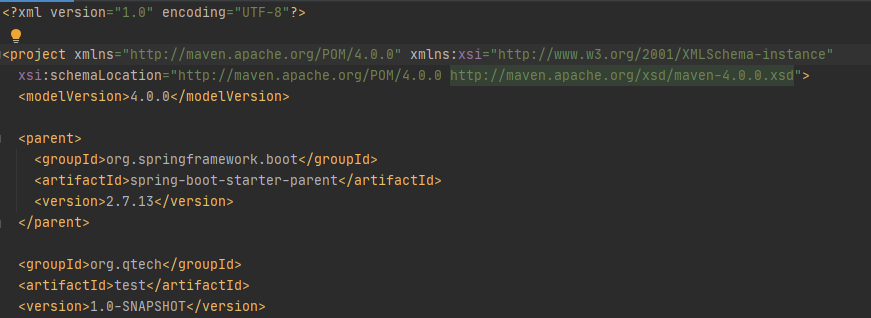 <?xml version="1.0" encoding="UTF-8"?>
<project xmlns="http://maven.apache.org/POM/4.0.0" xmlns:xsi="http://www.w3.org/2001/XMLSchema-instance"
  xsi:schemaLocation="http://maven.apache.org/POM/4.0.0 http://maven.apache.org/xsd/maven-4.0.0.xsd">
  <modelVersion>4.0.0</modelVersion>
  <parent>
    <groupId>org.springframework.boot</groupId>
    <artifactId>spring-boot-starter-parent</artifactId>
    <version>2.7.13</version>
  </parent>
  <groupId>org.qtech</groupId>
  <artifactId>test</artifactId>
  <version>1.0-SNAPSHOT</version>